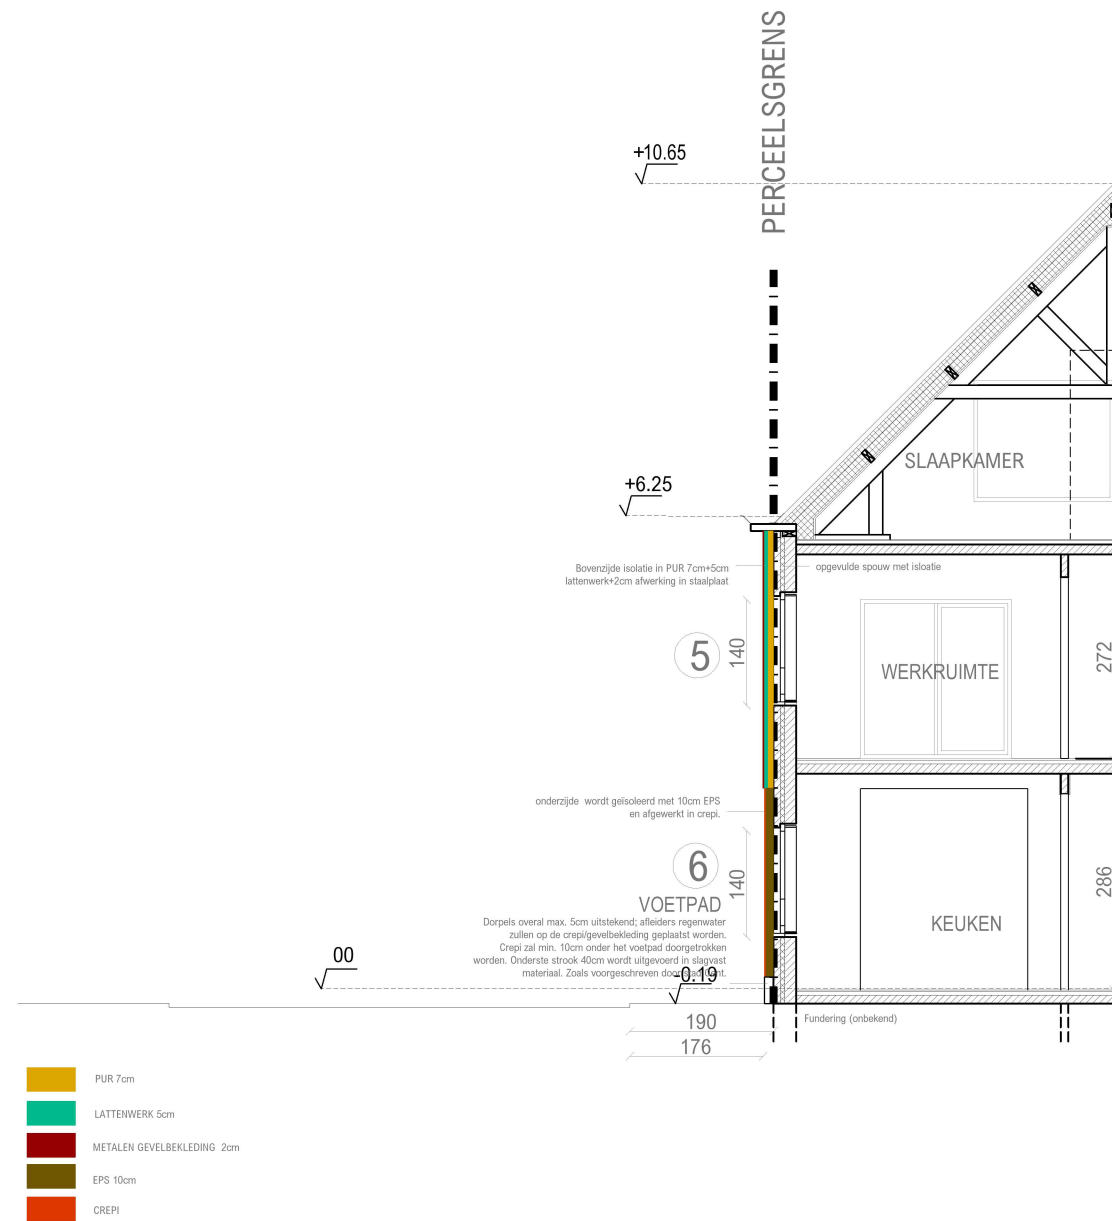 PERCEELSGRENS
+10.65
SLAAPKAMER
+6.25
Bovenzijde isolatie in PUR 7cm+5cm
lattenwerk+2cm afwerking in staalplaat
opgevulde spouw met isloatie
5
140
WERKRUIMTE
272
onderzijde wordt geïsoleerd met 10cm EPS
en afgewerkt in crepi.
6
140
286
VOETPAD
KEUKEN
Dorpels overal max. 5cm uitstekend; afleiders regenwater
zullen op de crepi/gevelbekleding geplaatst worden.
Crepi zal min. 10cm onder het voetpad doorgetrokken
worden. Onderste strook 40cm wordt uitgevoerd in slagvast
materiaal. Zoals voorgeschreven door stad Gent.
00
-0.19
190
Fundering (onbekend)
176
PUR 7cm
LATTENWERK 5cm
METALEN GEVELBEKLEDING 2cm
EPS 10cm
CREPI